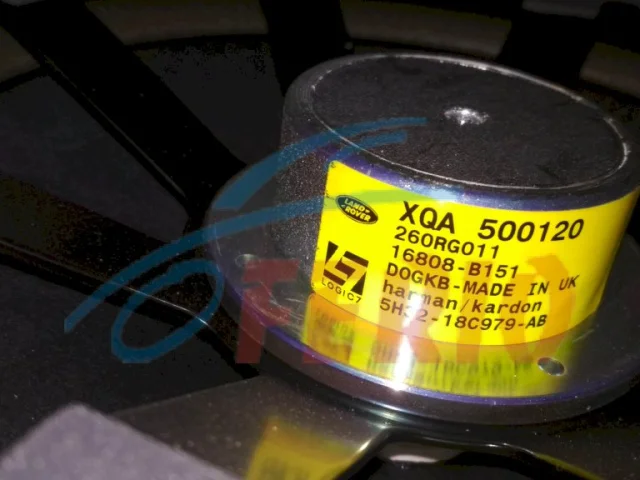 LAND-
ROVER
XQA 500120
260RG011
16808-B151
DOGKB-MADE IN UK
LOGIC7
harman/kardon
5H32-18C979-AB